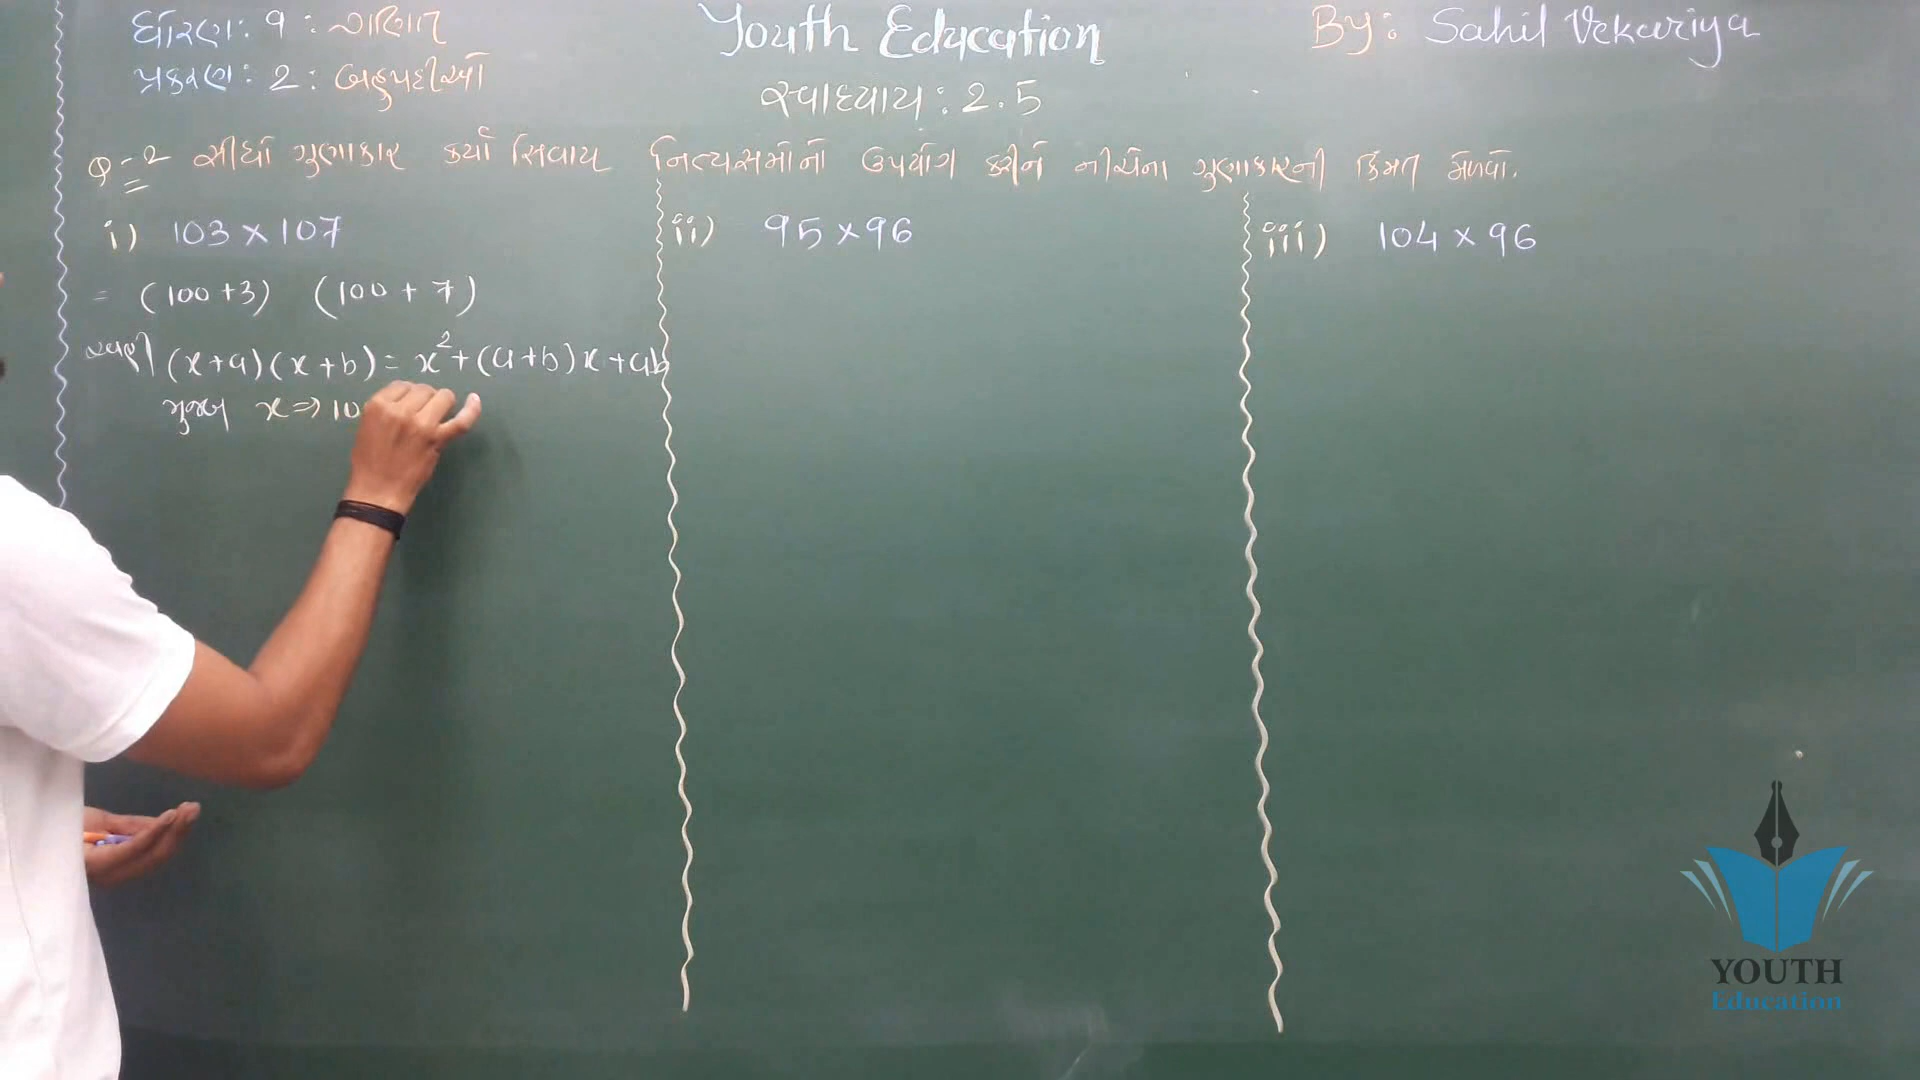 ધોરણ: 9 : ગણિત
પ્રકરણ: 2 : બહુપદીઓ
Youth Education
By: Sahil Vekariya
સ્વાધ્યાય: 2.5
Q-2 સીધા ગુણાકાર કર્યા સિવાય નિત્યસમોનો ઉપયોગ કરીને નીચેના ગુણાકારની કિંમત મેળવો.
i) 103 × 107
= (100 + 3) (100 + 7)
(x + a) (x + b) = x² + (a + b) x + ab
મુજબ x ⇒ 10
ii) 95 × 96
iii) 104 × 96
YOUTH
Education